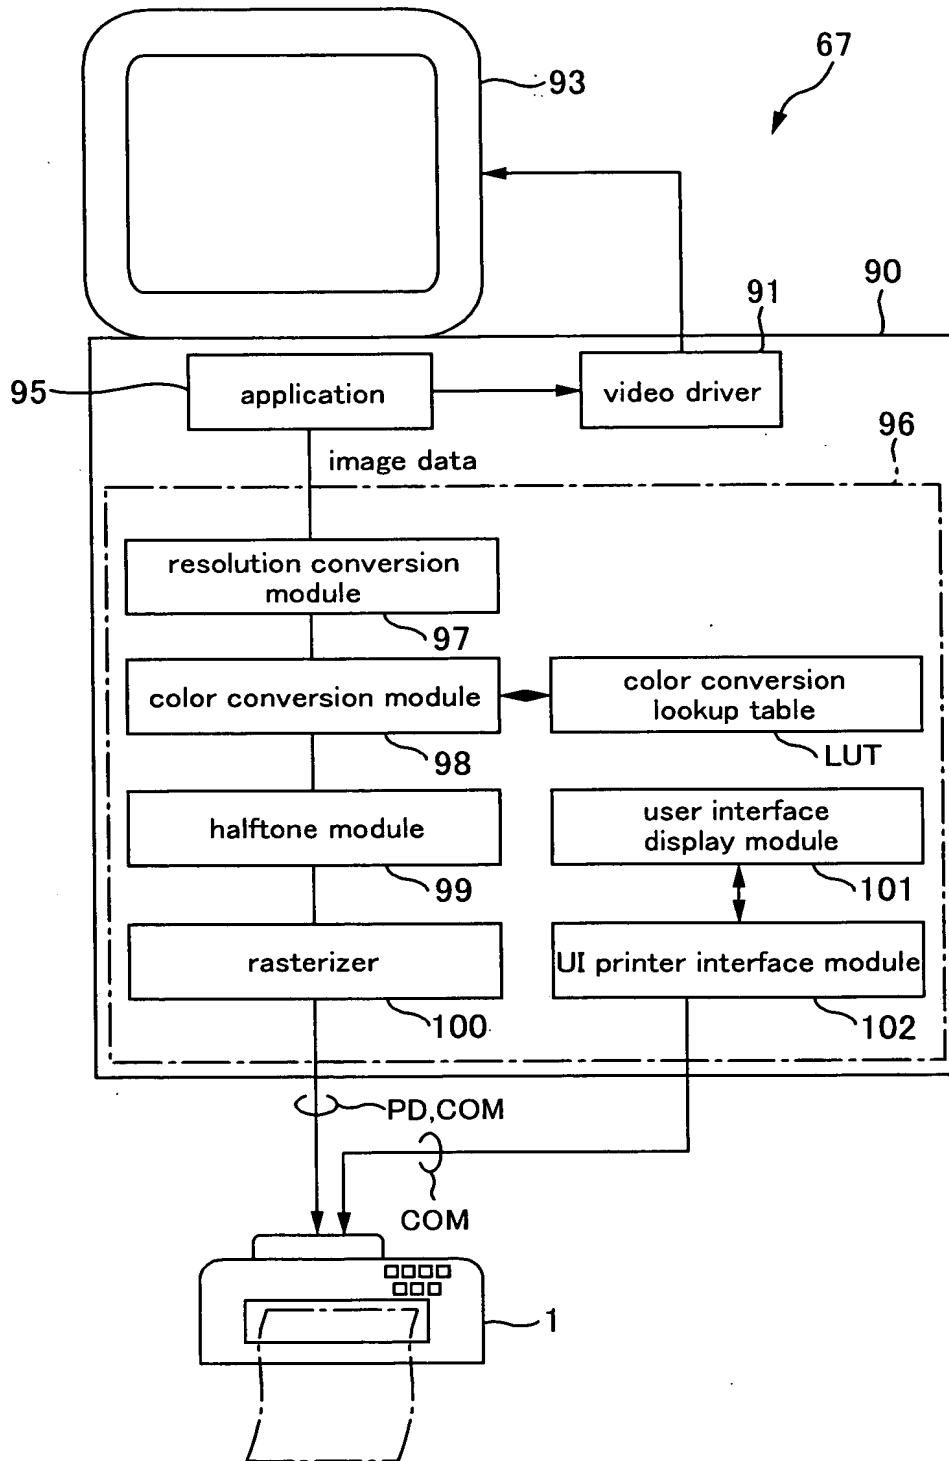 67
93
90
91
95
application
video driver
96
image data
resolution conversion
module
97
color conversion module
color conversion
lookup table
98
LUT
halftone module
user interface
display module
99
101
rasterizer
UI printer interface module
100
102
PD,COM
COM
1